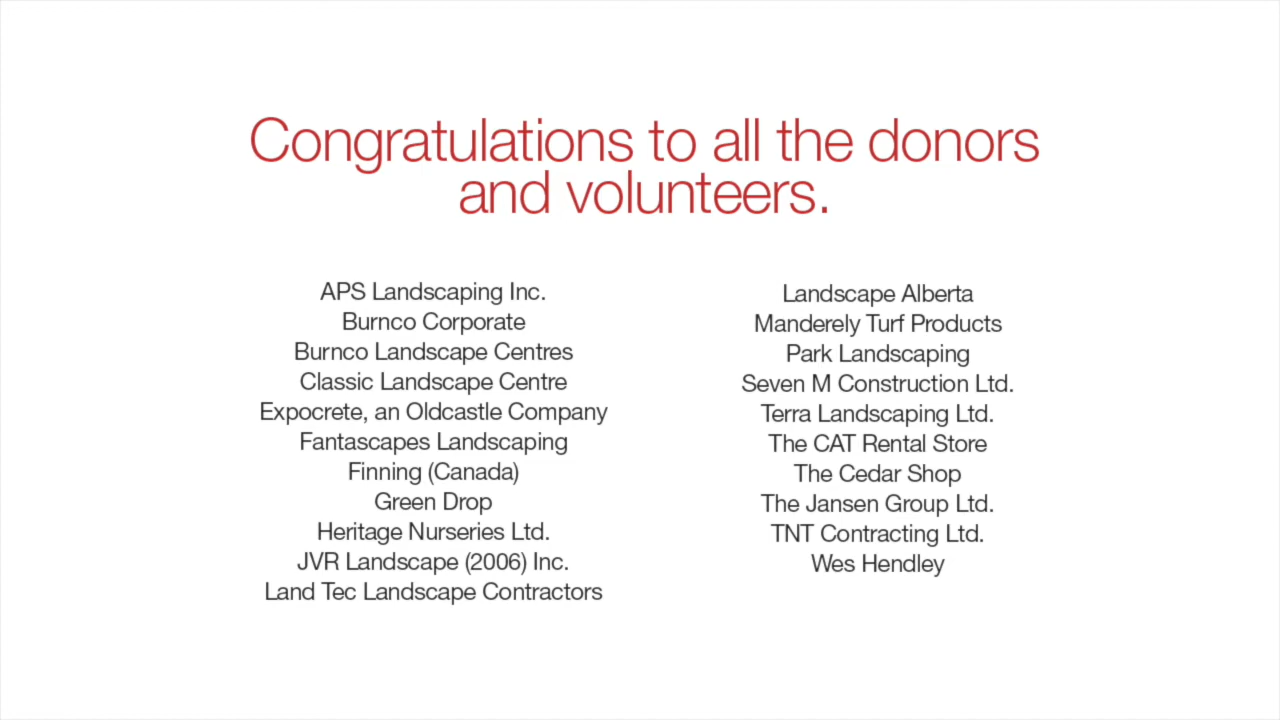 Congratulations to all the donors
and volunteers.
APS Landscaping Inc.
Burnco Corporate
Burnco Landscape Centres
Classic Landscape Centre
Expocrete, an Oldcastle Company
Fantascapes Landscaping
Finning (Canada)
Green Drop
Heritage Nurseries Ltd.
JVR Landscape (2006) Inc.
Land Tec Landscape Contractors
Landscape Alberta
Manderely Turf Products
Park Landscaping
Seven M Construction Ltd.
Terra Landscaping Ltd.
The CAT Rental Store
The Cedar Shop
The Jansen Group Ltd.
TNT Contracting Ltd.
Wes Hendley